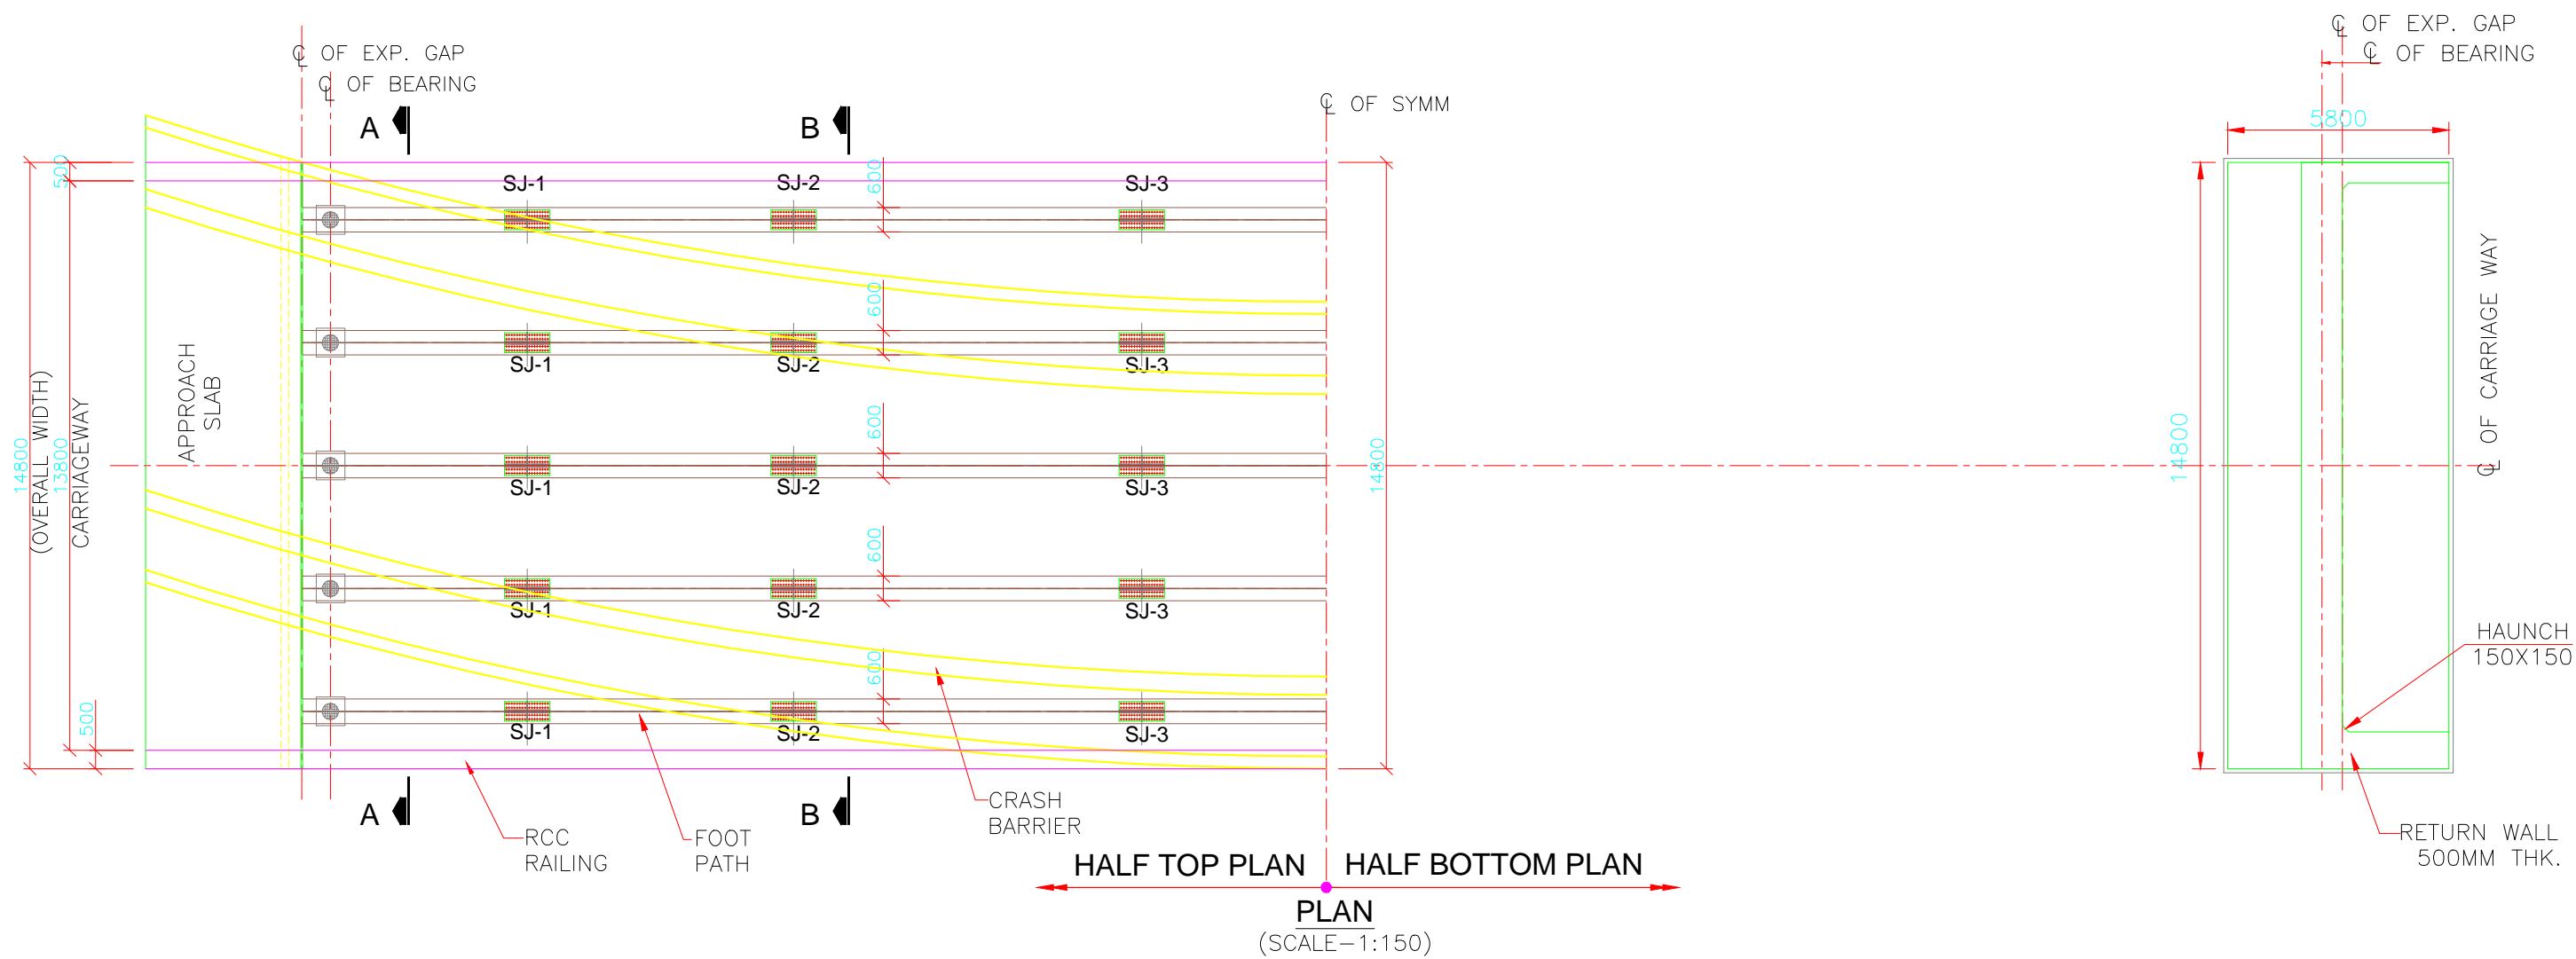 ℄ OF EXP. GAP
℄ OF BEARING
A
B
℄ OF SYMM
℄ OF EXP. GAP
℄ OF BEARING
5800
500
SJ-1
SJ-2
600
SJ-3
600
SJ-1
SJ-2
SJ-3
14800
(OVERALL WIDTH)
13800
CARRIAGEWAY
APPROACH
SLAB
600
SJ-1
SJ-2
SJ-3
14800
14800
℄ OF CARRIAGE WAY
600
SJ-1
SJ-2
SJ-3
HAUNCH
150X150
500
600
SJ-1
SJ-2
SJ-3
A
B
RCC
RAILING
FOOT
PATH
CRASH
BARRIER
RETURN WALL
500MM THK.
HALF TOP PLAN
HALF BOTTOM PLAN
PLAN
(SCALE-1:150)